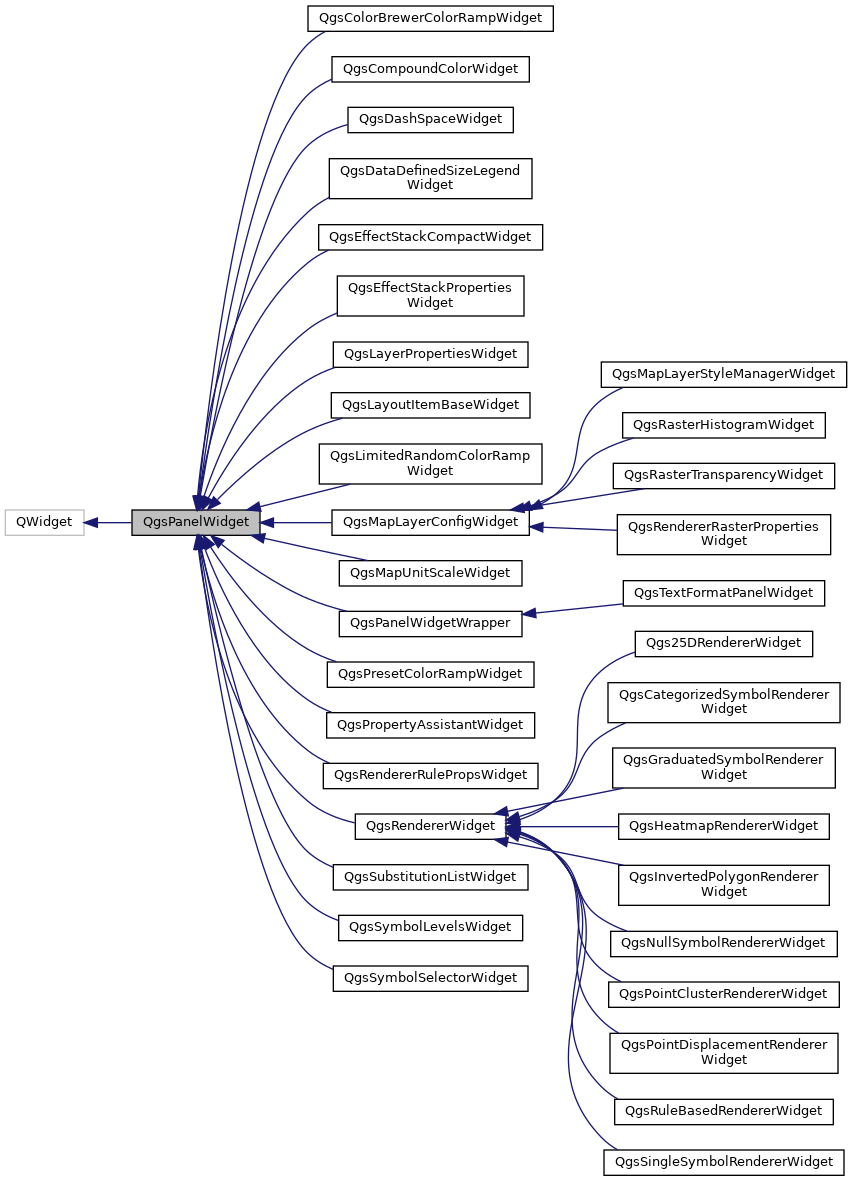 QgsColorBrewerColorRampWidget
QgsCompoundColorWidget
QgsDashSpaceWidget
QgsDataDefinedSizeLegend
Widget
QgsEffectStackCompactWidget
QgsEffectStackProperties
Widget
QgsLayerPropertiesWidget
QgsLayoutItemBaseWidget
QgsLimitedRandomColorRamp
Widget
QWidget
QgsPanelWidget
QgsMapLayerConfigWidget
QgsMapUnitScaleWidget
QgsPanelWidgetWrapper
QgsPresetColorRampWidget
QgsPropertyAssistantWidget
QgsRendererRulePropsWidget
QgsRendererWidget
QgsSubstitutionListWidget
QgsSymbolLevelsWidget
QgsSymbolSelectorWidget
QgsMapLayerStyleManagerWidget
QgsRasterHistogramWidget
QgsRasterTransparencyWidget
QgsRendererRasterProperties
Widget
QgsTextFormatPanelWidget
Qgs25DRendererWidget
QgsCategorizedSymbolRenderer
Widget
QgsGraduatedSymbolRenderer
Widget
QgsHeatmapRendererWidget
QgsInvertedPolygonRenderer
Widget
QgsNullSymbolRendererWidget
QgsPointClusterRendererWidget
QgsPointDisplacementRenderer
Widget
QgsRuleBasedRendererWidget
QgsSingleSymbolRendererWidget